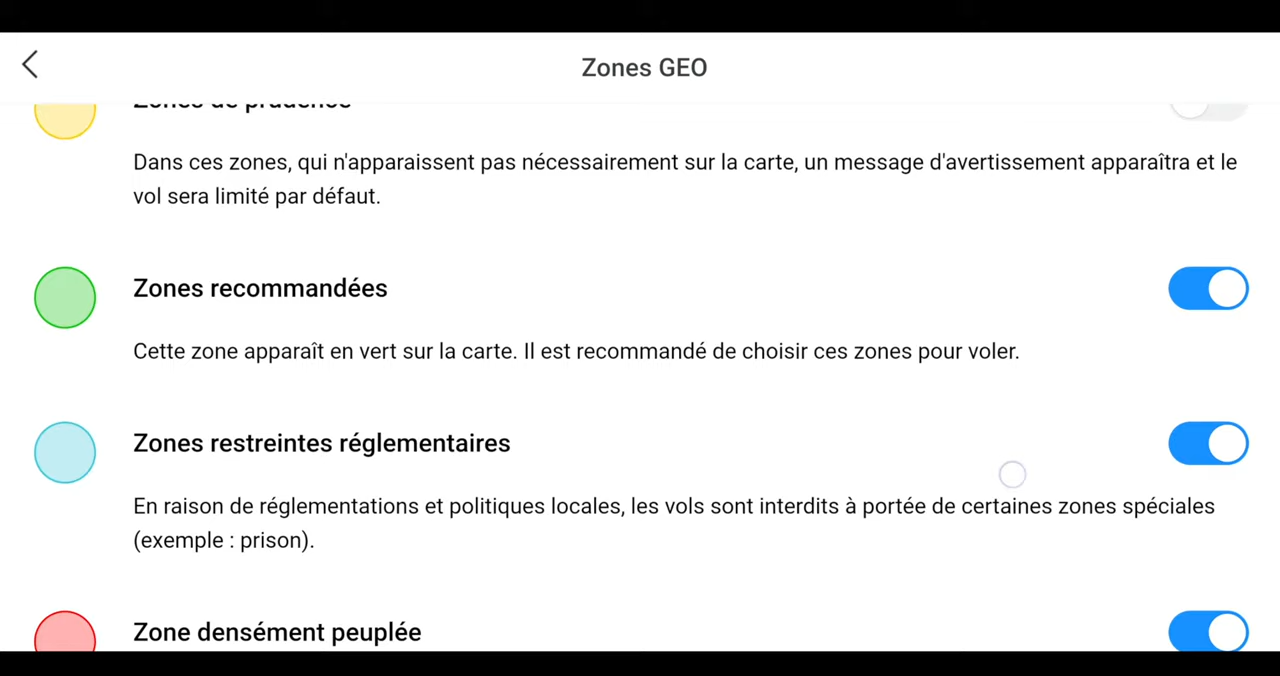 Zones GEO
Zones de prudence
Dans ces zones, qui n'apparaissent pas nécessairement sur la carte, un message d'avertissement apparaîtra et le
vol sera limité par défaut.
Zones recommandées
Cette zone apparaît en vert sur la carte. Il est recommandé de choisir ces zones pour voler.
Zones restreintes réglementaires
En raison de réglementations et politiques locales, les vols sont interdits à portée de certaines zones spéciales
(exemple : prison).
Zone densément peuplée